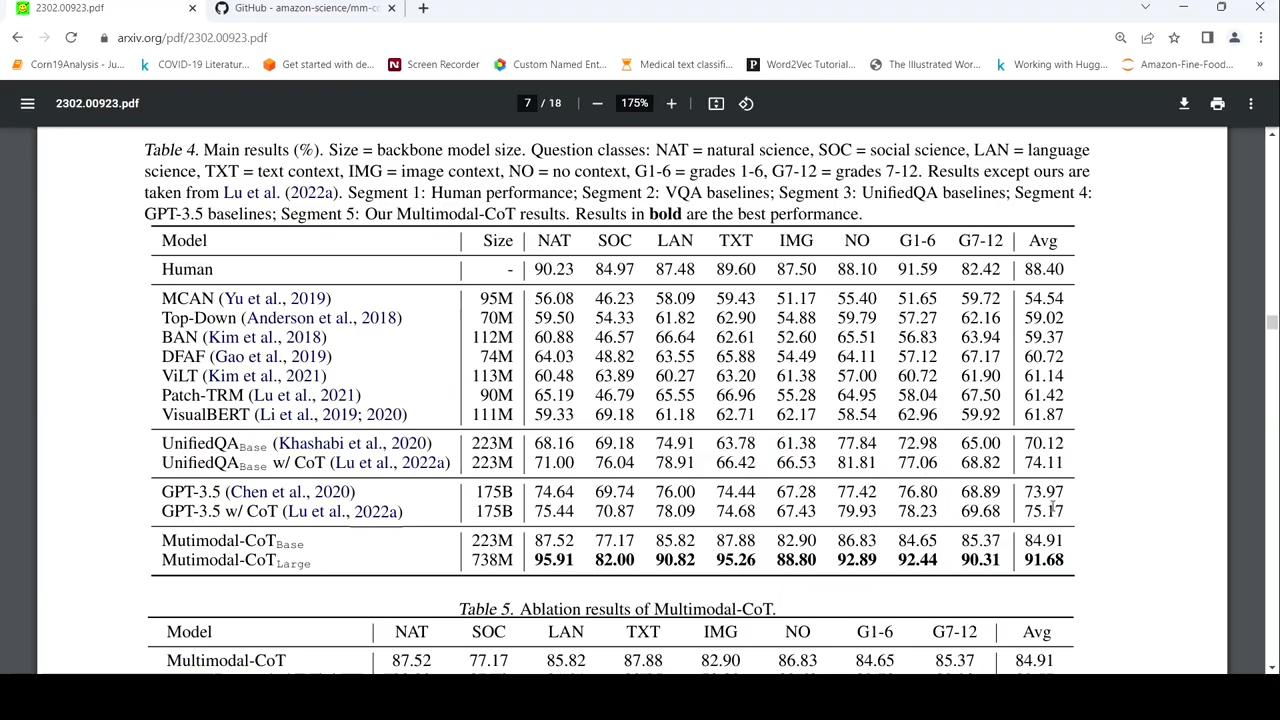 2302.00923.pdf
GitHub - amazon-science/mm-co
arxiv.org/pdf/2302.00923.pdf
Corn19Analysis - Ju...
COVID-19 Literatur...
Get started with de...
Screen Recorder
Custom Named Ent...
Medical text classifi...
Word2Vec Tutorial...
The Illustrated Wor...
Working with Hugg...
Amazon-Fine-Food...
2302.00923.pdf
7 / 18
175%
Table 4. Main results (%). Size = backbone model size. Question classes: NAT = natural science, SOC = social science, LAN = language
science, TXT = text context, IMG = image context, NO = no context, G1-6 = grades 1-6, G7-12 = grades 7-12. Results except ours are
taken from Lu et al. (2022a). Segment 1: Human performance; Segment 2: VQA baselines; Segment 3: UnifiedQA baselines; Segment 4:
GPT-3.5 baselines; Segment 5: Our Multimodal-CoT results. Results in bold are the best performance.
Model Size NAT SOC LAN TXT IMG NO G1-6 G7-12 Avg
Human - 90.23 84.97 87.48 89.60 87.50 88.10 91.59 82.42 88.40
MCAN (Yu et al., 2019) 95M 56.08 46.23 58.09 59.43 51.17 55.40 51.65 59.72 54.54
Top-Down (Anderson et al., 2018) 70M 59.50 54.33 61.82 62.90 54.88 59.79 57.27 62.16 59.02
BAN (Kim et al., 2018) 112M 60.88 46.57 66.64 62.61 52.60 65.51 56.83 63.94 59.37
DFAF (Gao et al., 2019) 74M 64.03 48.82 63.55 65.88 54.49 64.11 57.12 67.17 60.72
ViLT (Kim et al., 2021) 113M 60.48 63.89 60.27 63.20 61.38 57.00 60.72 61.90 61.14
Patch-TRM (Lu et al., 2021) 90M 65.19 46.79 65.55 66.96 55.28 64.95 58.04 67.50 61.42
VisualBERT (Li et al., 2019; 2020) 111M 59.33 69.18 61.18 62.71 62.17 58.54 62.96 59.92 61.87
UnifiedQABase (Khashabi et al., 2020) 223M 68.16 69.18 74.91 63.78 61.38 77.84 72.98 65.00 70.12
UnifiedQABase w/ CoT (Lu et al., 2022a) 223M 71.00 76.04 78.91 66.42 66.53 81.81 77.06 68.82 74.11
GPT-3.5 (Chen et al., 2020) 175B 74.64 69.74 76.00 74.44 67.28 77.42 76.80 68.89 73.97
GPT-3.5 w/ CoT (Lu et al., 2022a) 175B 75.44 70.87 78.09 74.68 67.43 79.93 78.23 69.68 75.17
Mutimodal-CoTBase 223M 87.52 77.17 85.82 87.88 82.90 86.83 84.65 85.37 84.91
Mutimodal-CoTLarge 738M 95.91 82.00 90.82 95.26 88.80 92.89 92.44 90.31 91.68
Table 5. Ablation results of Multimodal-CoT.
Model NAT SOC LAN TXT IMG NO G1-6 G7-12 Avg
Multimodal-CoT 87.52 77.17 85.82 87.88 82.90 86.83 84.65 85.37 84.91